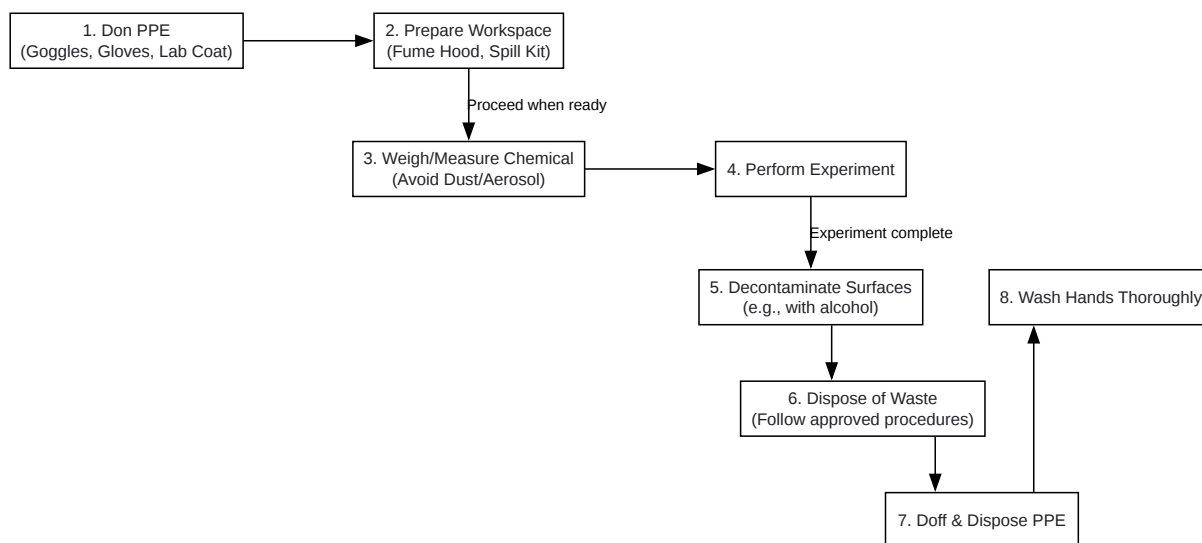 1. Don PPE
(Goggles, Gloves, Lab Coat)
2. Prepare Workspace
(Fume Hood, Spill Kit)
Proceed when ready
3. Weigh/Measure Chemical
(Avoid Dust/Aerosol)
4. Perform Experiment
Experiment complete
5. Decontaminate Surfaces
(e.g., with alcohol)
8. Wash Hands Thoroughly
6. Dispose of Waste
(Follow approved procedures)
7. Doff & Dispose PPE